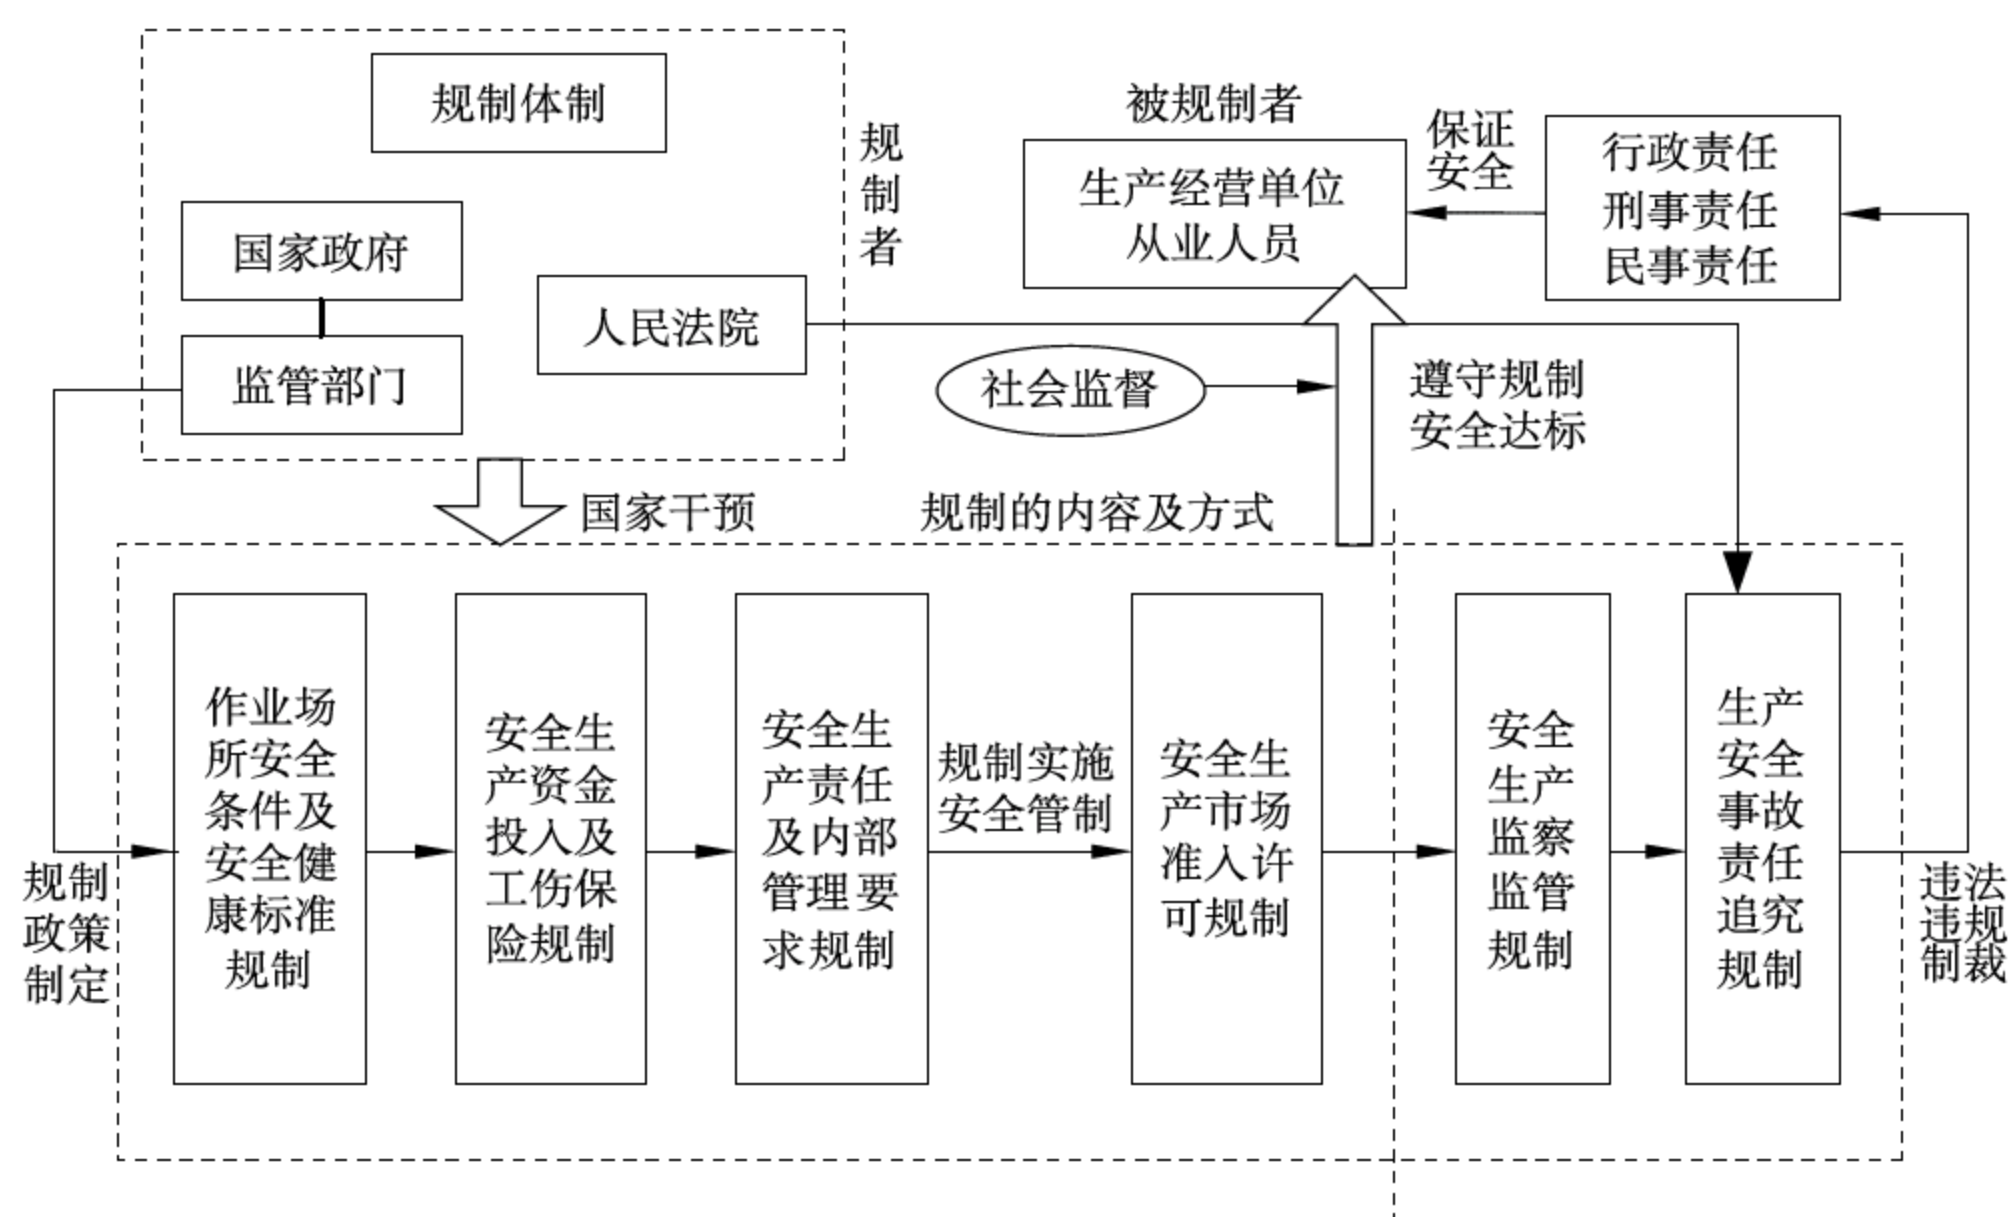 规制体制
国家政府
监管部门
人民法院
规
制
者
被规制者
生产经营单位
从业人员
保证
安全
行政责任
刑事责任
民事责任
社会监督
遵守规制
安全达标
国家干预
规制的内容及方式
规制
政策
制定
作业场
所安全
条件及
安全健
康标准
规制
安全生
产资金
投入及
工伤保
险规制
安全生
产责任
及内部
管理要
求规制
规制实施
安全管制
安全生
产市场
准入许
可规制
安全
生产
监察
监管
规制
生产
安全
事故
责任
追究
规制
违法
违规
制裁